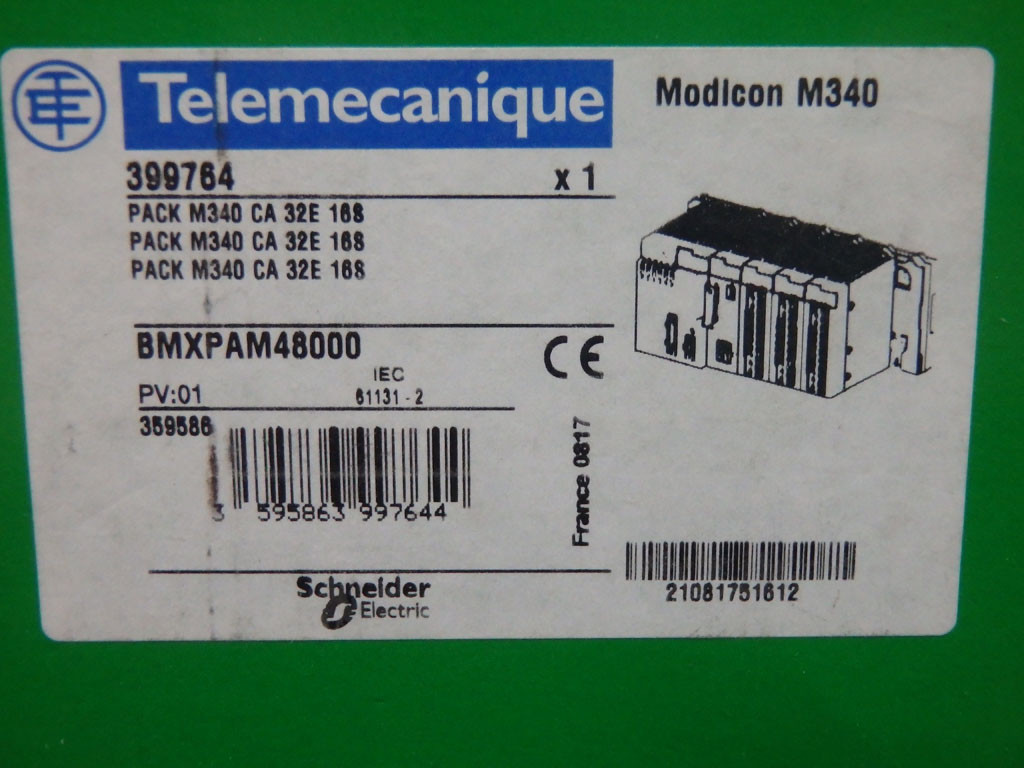 Telemecanique
Modicon M340
399764 x 1
PACK M340 CA 32E 16S
PACK M340 CA 32E 16S
PACK M340 CA 32E 16S
BMXPAM48000
CE
IEC
PV:01 61131-2
359586
3 595863 997644
France 0817
21081751612
Schneider
Electric